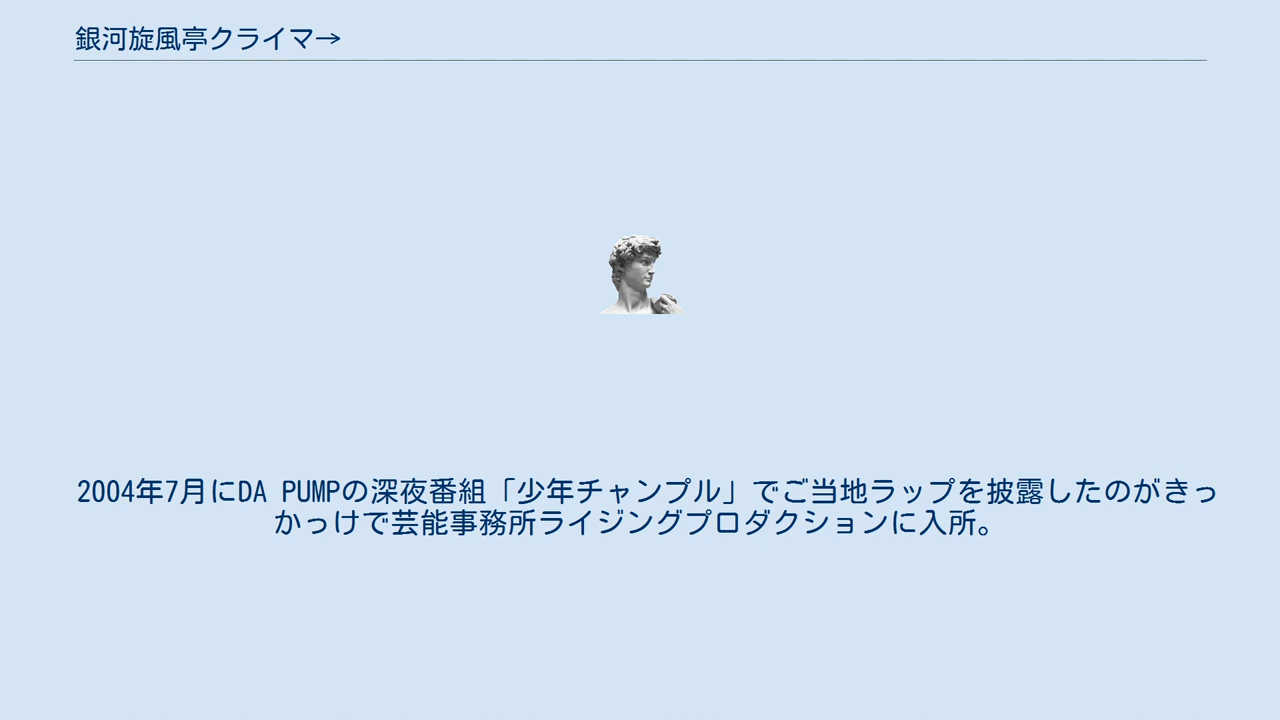 銀河旋風亭クライマ→
2004年7月にDA PUMPの深夜番組「少年チャンプル」でご当地ラップを披露したのがきっ
かっけで芸能事務所ライジングプロダクションに入所。